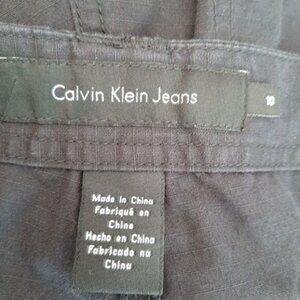 Calvin Klein Jeans
10
Made in China
Fabriqué en
Chine
Hecho en China
Fabricado na
China